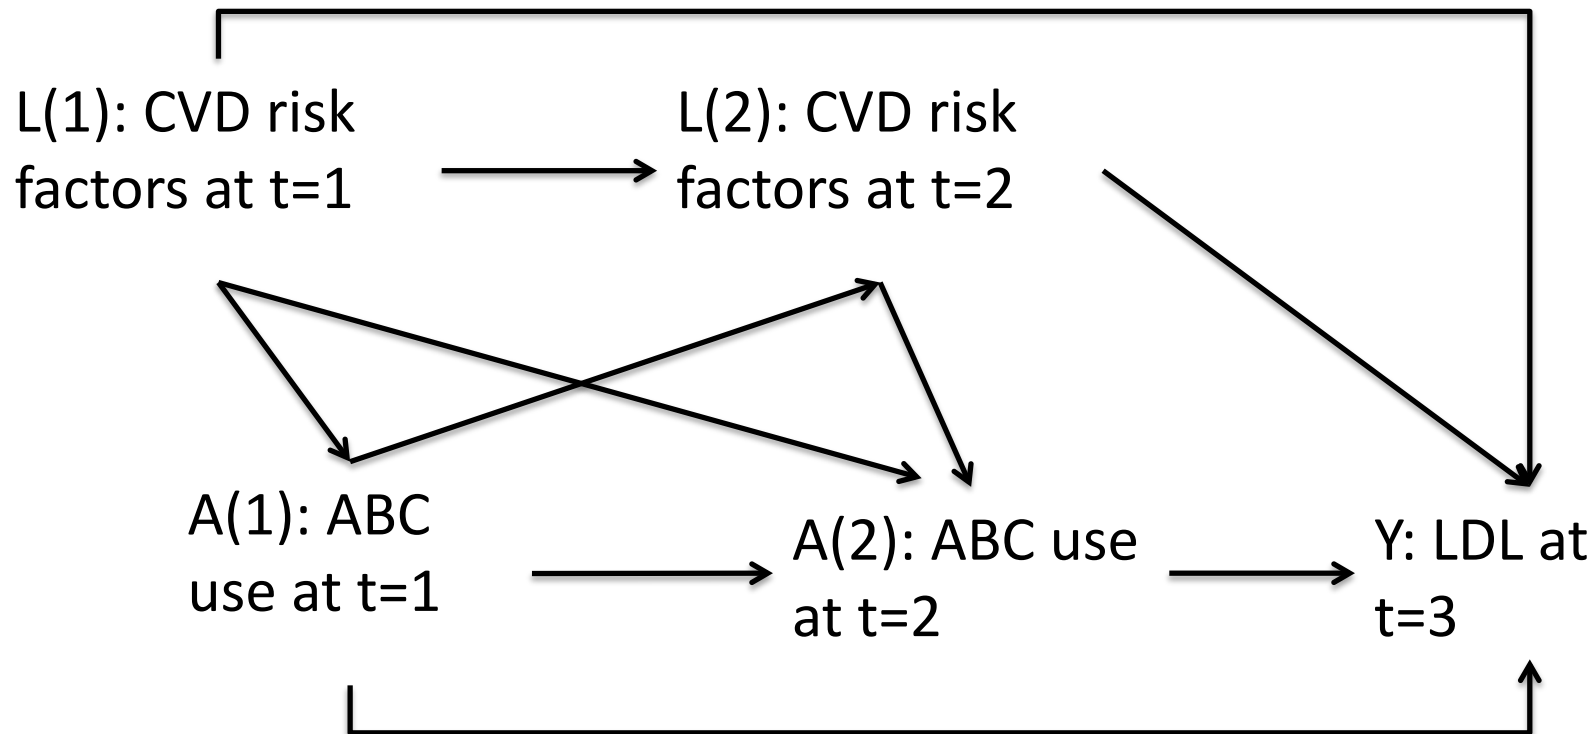 L(1): CVD risk
factors at t=1
L(2): CVD risk
factors at t=2
A(1): ABC
use at t=1
A(2): ABC use
at t=2
Y: LDL at
t=3